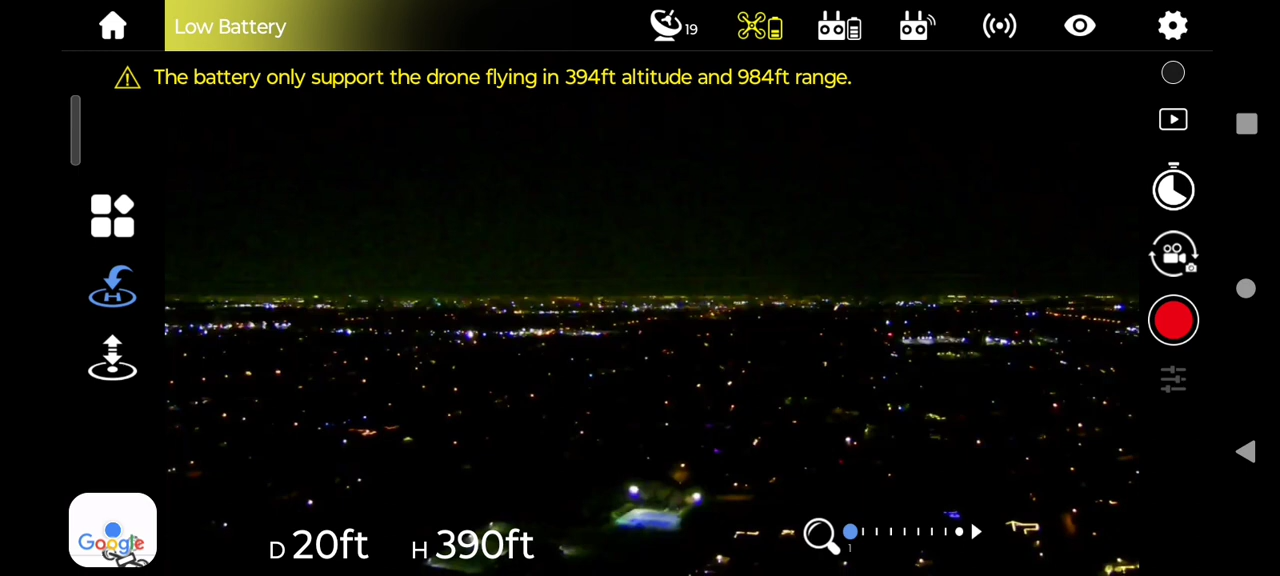 Low Battery
19
The battery only support the drone flying in 394ft altitude and 984ft range.
H
Google
D 20ft H 390ft
1